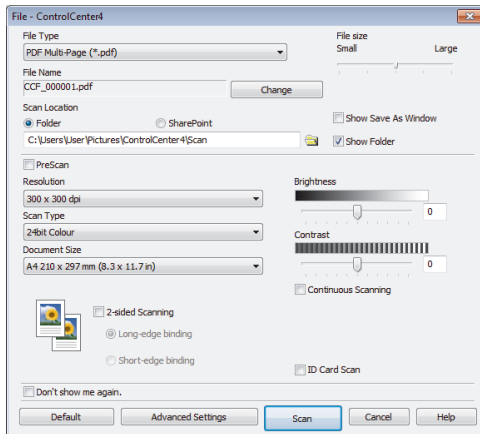 File - ControlCenter4
File Type
PDF Multi-Page (*.pdf)
File size
Small Large
File Name
CCF_000001.pdf
Change
Scan Location
Folder SharePoint
Show Save As Window
C:\Users\User\Pictures\ControlCenter4\Scan
Show Folder
PreScan
Resolution
300 x 300 dpi
Scan Type
24bit Colour
Document Size
A4 210 x 297 mm (8.3 x 11.7 in)
Brightness
0
Contrast
0
Continuous Scanning
2-sided Scanning
Long-edge binding
Short-edge binding
ID Card Scan
Don't show me again.
Default Advanced Settings Scan Cancel Help